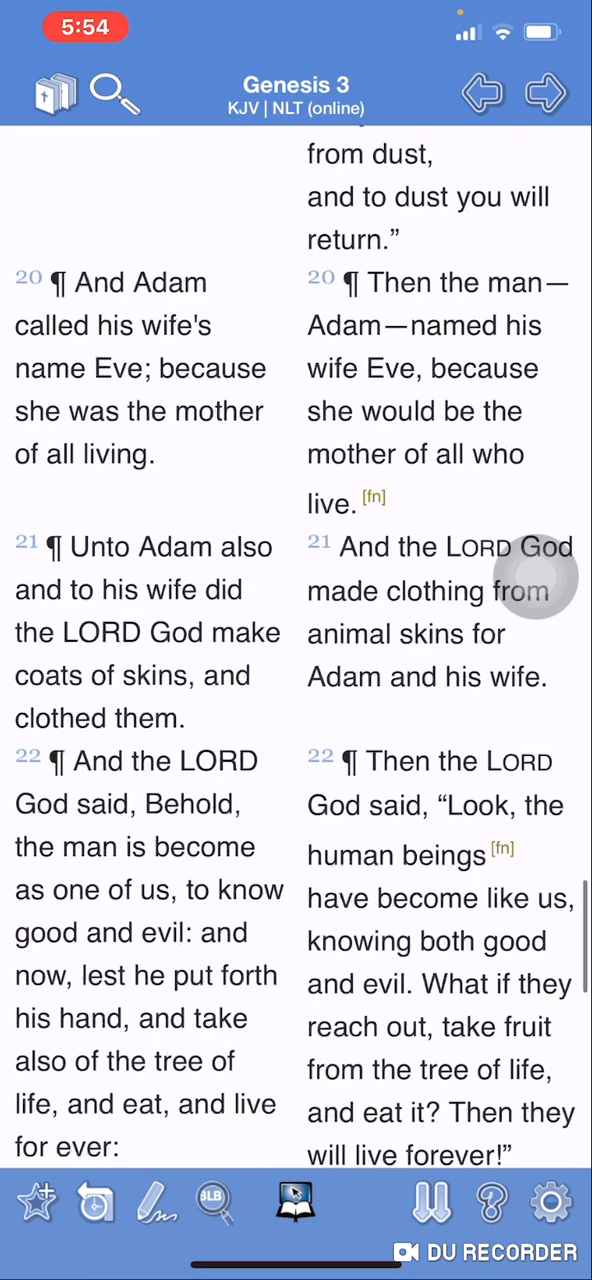 5:54
Genesis 3
KJV | NLT (online)
from dust,
and to dust you will
return.”
20 ¶ And Adam
called his wife's
name Eve; because
she was the mother
of all living.
20 ¶ Then the man—
Adam—named his
wife Eve, because
she would be the
mother of all who
live. [fn]
21 ¶ Unto Adam also
and to his wife did
the LORD God make
coats of skins, and
clothed them.
21 And the LORD God
made clothing from
animal skins for
Adam and his wife.
22 ¶ And the LORD
God said, Behold,
the man is become
as one of us, to know
good and evil: and
now, lest he put forth
his hand, and take
also of the tree of
life, and eat, and live
for ever:
22 ¶ Then the LORD
God said, “Look, the
human beings [fn]
have become like us,
knowing both good
and evil. What if they
reach out, take fruit
from the tree of life,
and eat it? Then they
will live forever!”
BLB
DU RECORDER